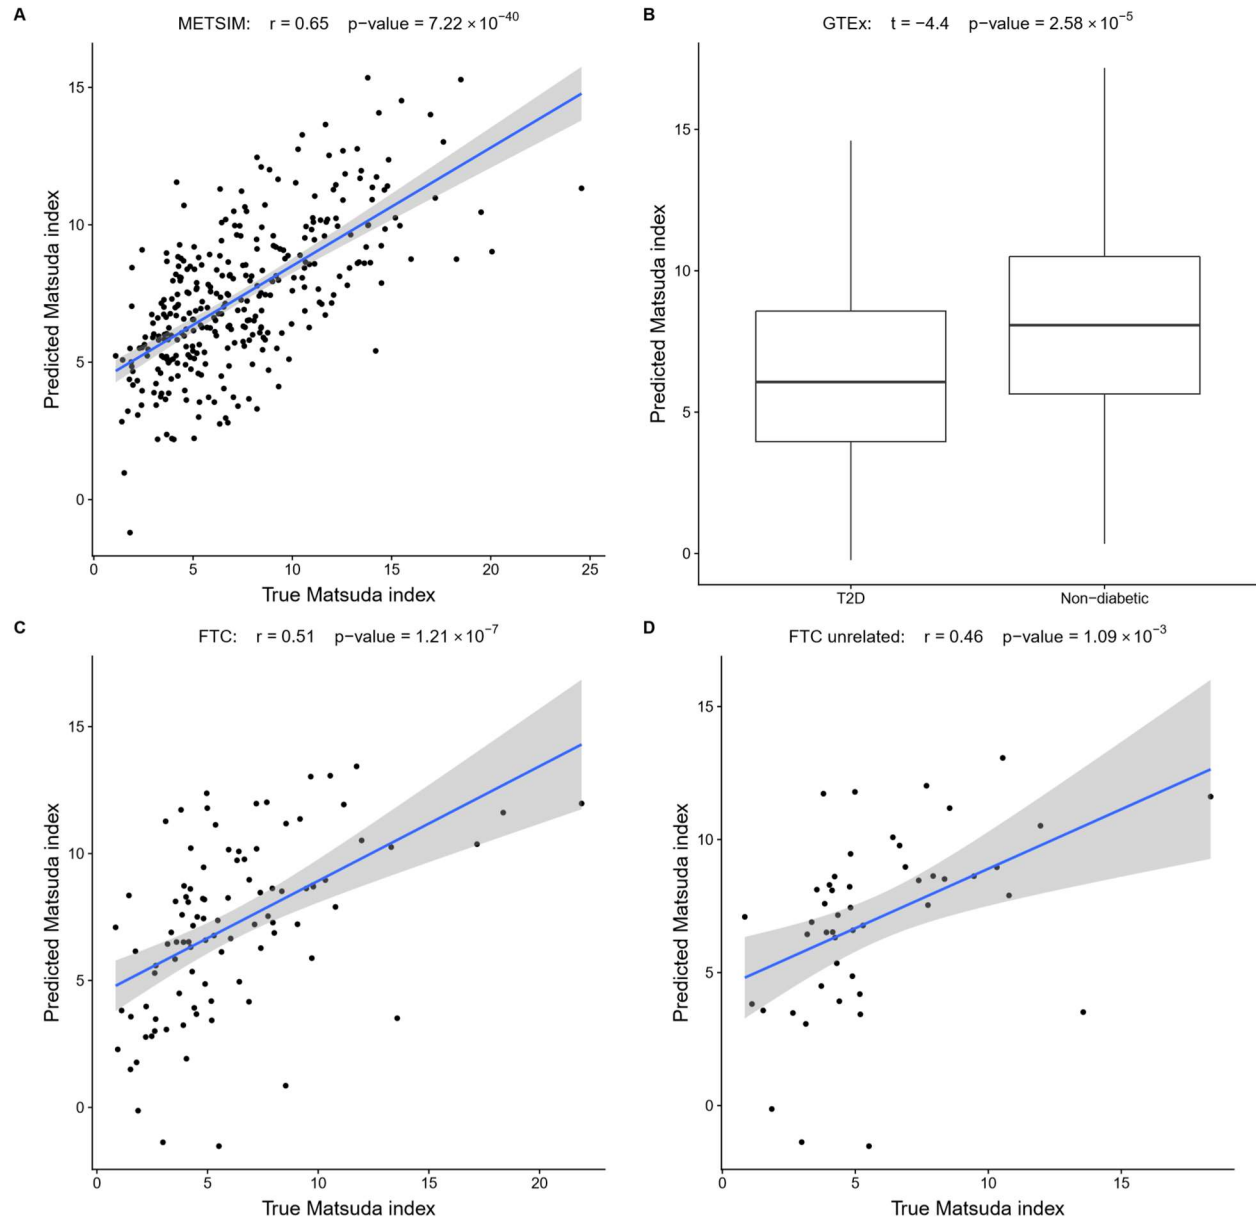 A
METSIM: r = 0.65 p−value = 7.22 × 10⁻⁴⁰
15
10
5
0
Predicted Matsuda index
0 5 10 15 20 25
True Matsuda index
B
GTEx: t = −4.4 p−value = 2.58 × 10⁻⁵
15
10
5
0
Predicted Matsuda index
T2D Non−diabetic
C
FTC: r = 0.51 p−value = 1.21 × 10⁻⁷
15
10
5
0
Predicted Matsuda index
0 5 10 15 20
True Matsuda index
D
FTC unrelated: r = 0.46 p−value = 1.09 × 10⁻³
15
10
5
0
Predicted Matsuda index
0 5 10 15
True Matsuda index